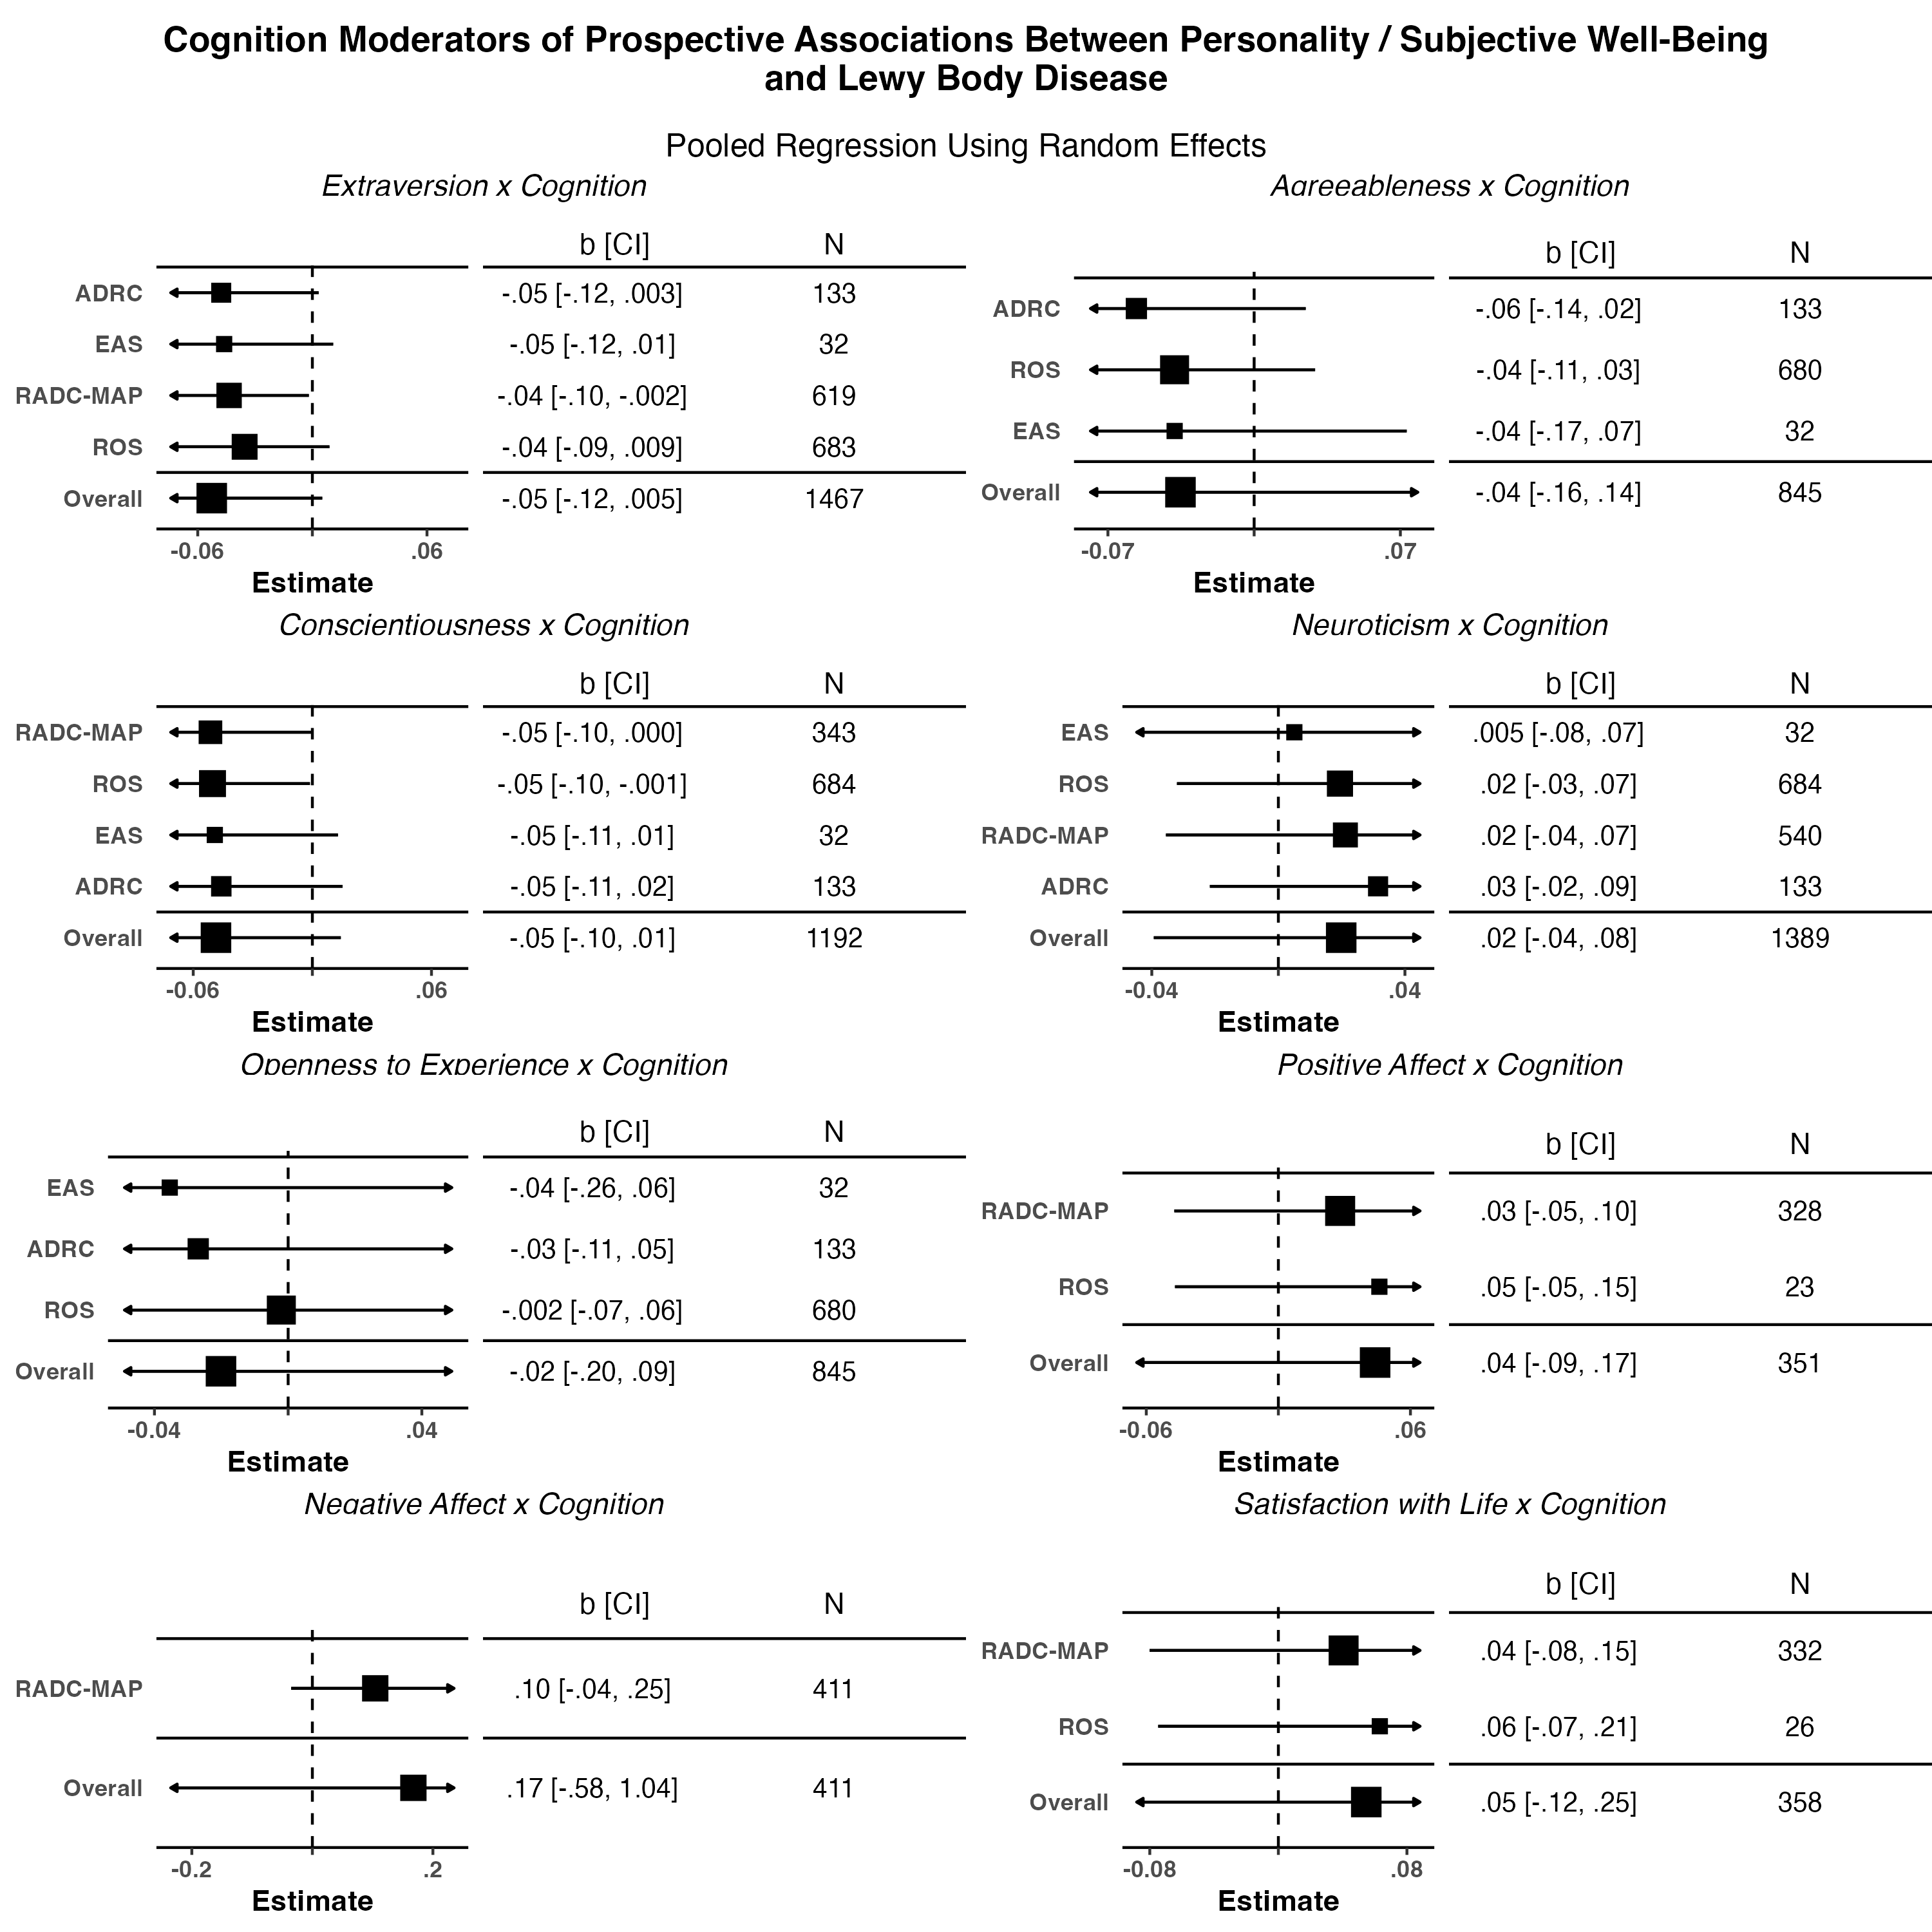 Cognition Moderators of Prospective Associations Between Personality / Subjective Well-Being
and Lewy Body Disease
Pooled Regression Using Random Effects
Extraversion x Cognition
b [CI] N
ADRC -.05 [-.12, .003] 133
EAS -.05 [-.12, .01] 32
RADC-MAP -.04 [-.10, -.002] 619
ROS -.04 [-.09, .009] 683
Overall -.05 [-.12, .005] 1467
-0.06 .06
Estimate
Agreeableness x Cognition
b [CI] N
ADRC -.06 [-.14, .02] 133
ROS -.04 [-.11, .03] 680
EAS -.04 [-.17, .07] 32
Overall -.04 [-.16, .14] 845
-0.07 .07
Estimate
Conscientiousness x Cognition
b [CI] N
RADC-MAP -.05 [-.10, .000] 343
ROS -.05 [-.10, -.001] 684
EAS -.05 [-.11, .01] 32
ADRC -.05 [-.11, .02] 133
Overall -.05 [-.10, .01] 1192
-0.06 .06
Estimate
Neuroticism x Cognition
b [CI] N
EAS .005 [-.08, .07] 32
ROS .02 [-.03, .07] 684
RADC-MAP .02 [-.04, .07] 540
ADRC .03 [-.02, .09] 133
Overall .02 [-.04, .08] 1389
-0.04 .04
Estimate
Openness to Experience x Cognition
b [CI] N
EAS -.04 [-.26, .06] 32
ADRC -.03 [-.11, .05] 133
ROS -.002 [-.07, .06] 680
Overall -.02 [-.20, .09] 845
-0.04 .04
Estimate
Positive Affect x Cognition
b [CI] N
RADC-MAP .03 [-.05, .10] 328
ROS .05 [-.05, .15] 23
Overall .04 [-.09, .17] 351
-0.06 .06
Estimate
Negative Affect x Cognition
b [CI] N
RADC-MAP .10 [-.04, .25] 411
Overall .17 [-.58, 1.04] 411
-0.2 .2
Estimate
Satisfaction with Life x Cognition
b [CI] N
RADC-MAP .04 [-.08, .15] 332
ROS .06 [-.07, .21] 26
Overall .05 [-.12, .25] 358
-0.08 .08
Estimate